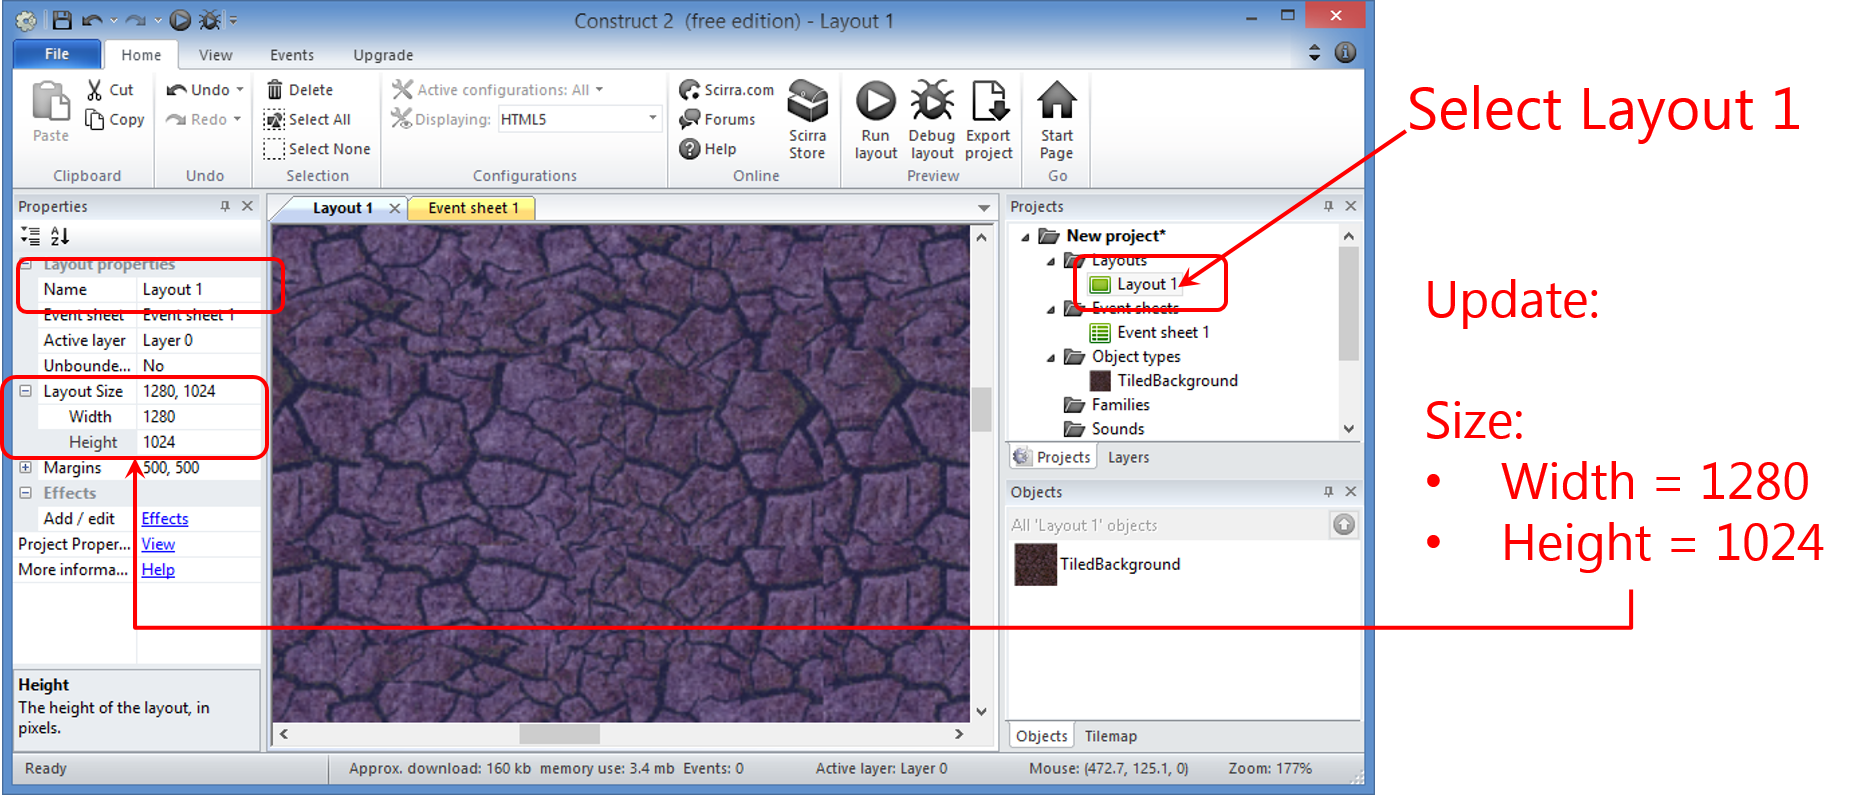 Construct 2 (free edition) - Layout 1
File Home View Events Upgrade
Paste
Cut
Copy
Clipboard
Undo
Redo
Undo
Delete
Select All
Select None
Selection
Active configurations: All
Displaying: HTML5
Configurations
Scirra.com
Forums
Help
Scirra
Store
Online
Run
layout
Debug
layout
Export
project
Preview
Start
Page
Go
Select Layout 1
Properties
A
Z
Layout properties
Name Layout 1
Event sheet Event sheet 1
Active layer Layer 0
Unbounde... No
Layout Size 1280, 1024
Width 1280
Height 1024
Margins 500, 500
Effects
Add / edit Effects
Project Proper... View
More informa... Help
Height
The height of the layout, in
pixels.
Layout 1
Event sheet 1
Projects
New project*
Layouts
Layout 1
Event sheets
Event sheet 1
Object types
TiledBackground
Families
Sounds
Projects Layers
Objects
All 'Layout 1' objects
TiledBackground
Objects Tilemap
Update:
Size:
• Width = 1280
• Height = 1024
Ready
Approx. download: 160 kb memory use: 3.4 mb Events: 0
Active layer: Layer 0
Mouse: (472.7, 125.1, 0)
Zoom: 177%